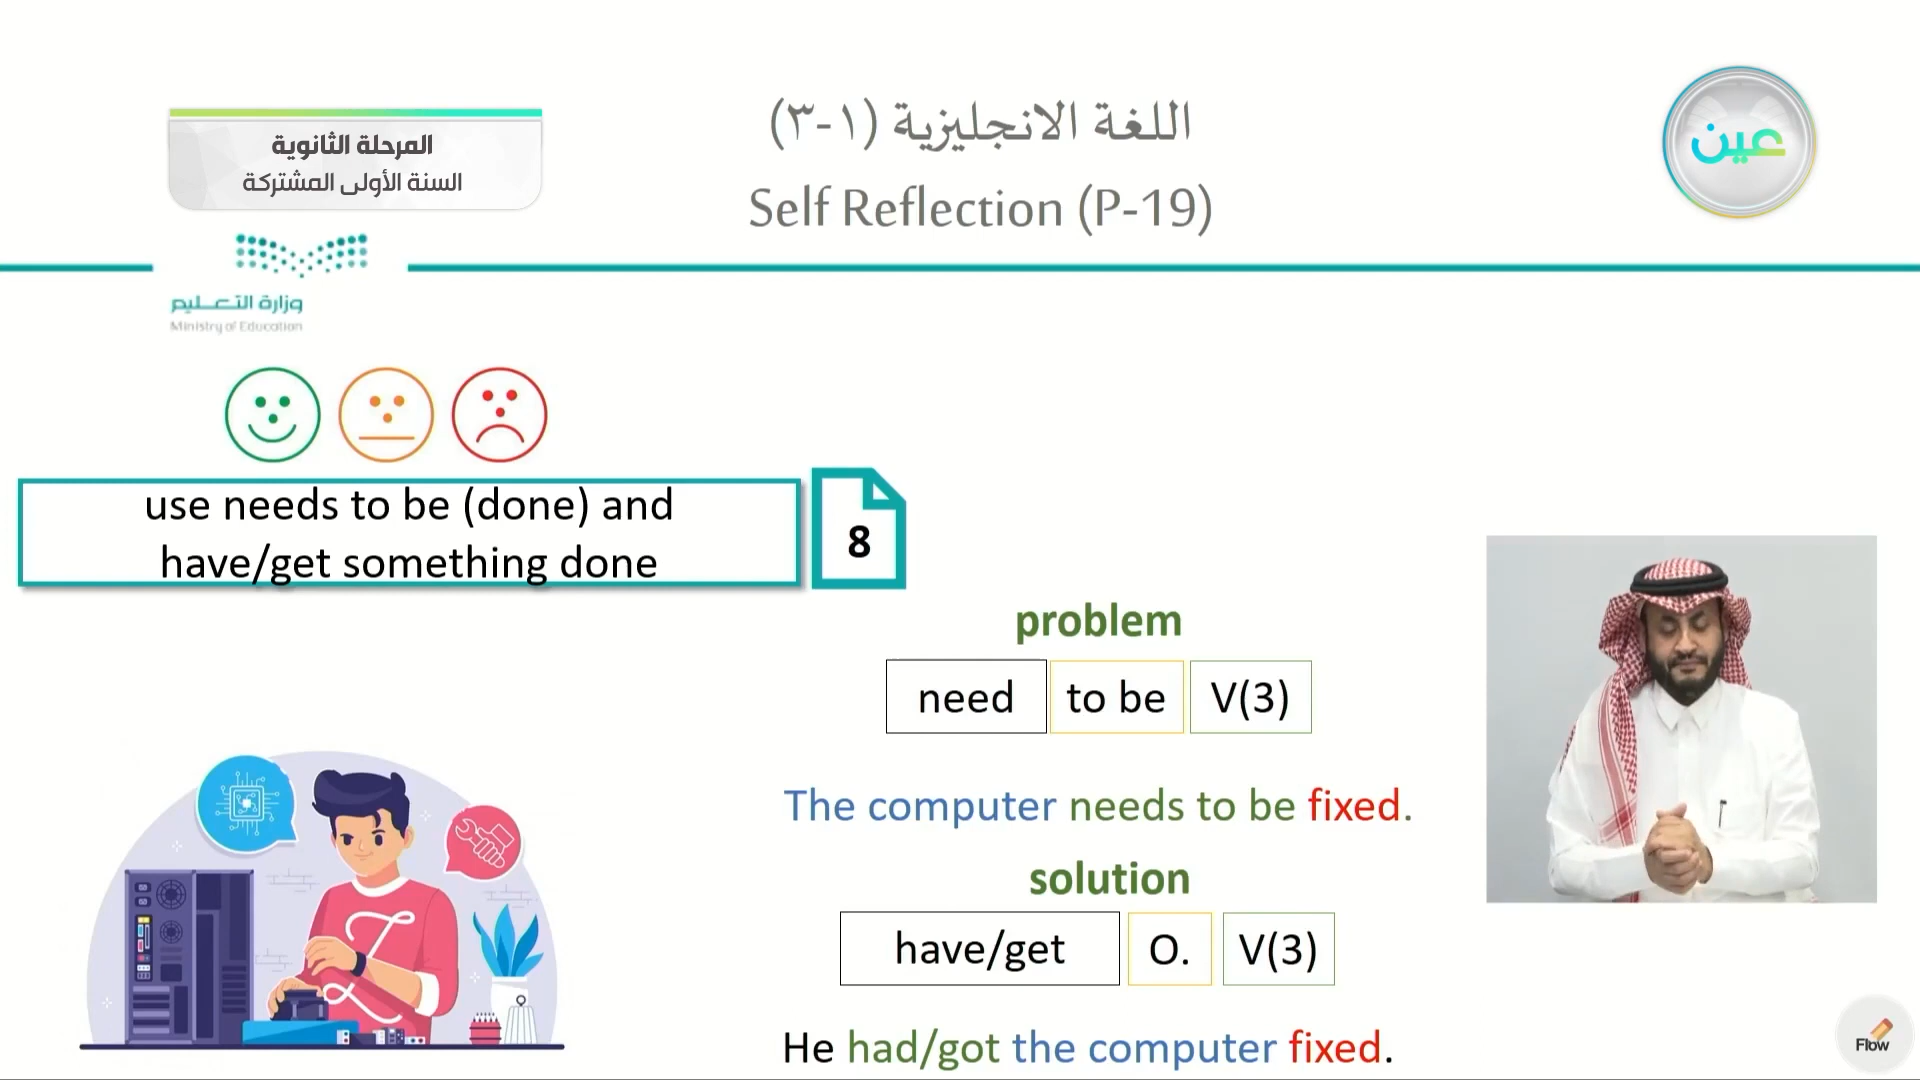 المرحلة الثانوية
السنة الأولى المشتركة
اللغة الانجليزية (١-٣)
Self Reflection (P-19)
عين
وزارة التعليم
Ministry of Education
use needs to be (done) and
have/get something done
8
problem
need to be V(3)
The computer needs to be fixed.
solution
have/get O. V(3)
He had/got the computer fixed.
Flow